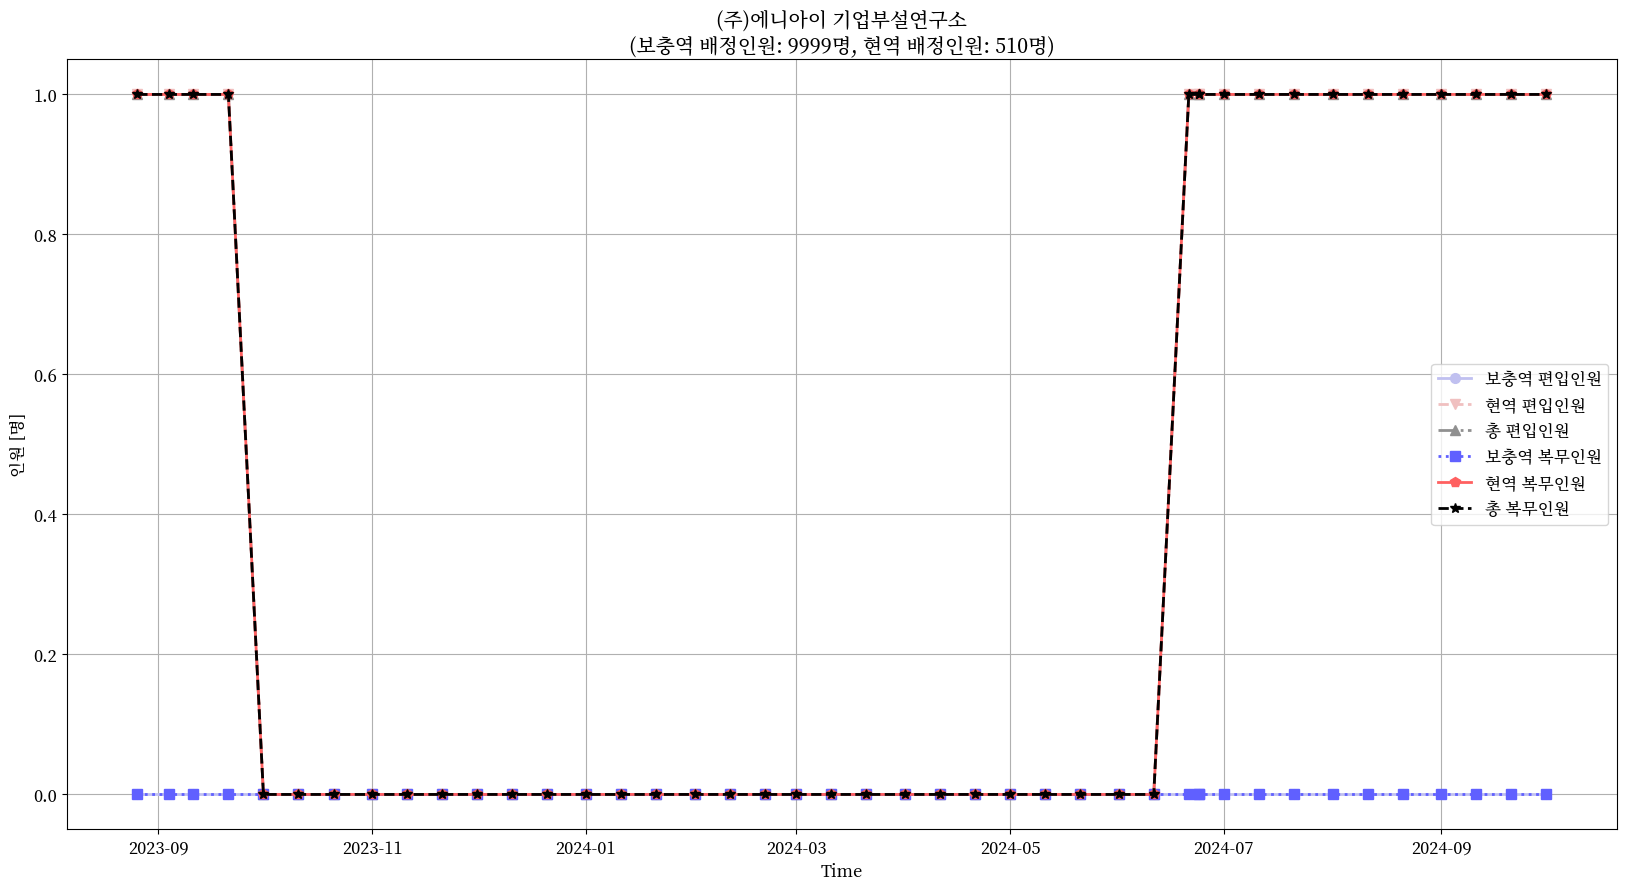 (주)에니아이 기업부설연구소
(보충역 배정인원: 9999명, 현역 배정인원: 510명)
1.0
0.8
0.6
0.4
0.2
0.0
인원 [명]
보충역 편입인원
현역 편입인원
총 편입인원
보충역 복무인원
현역 복무인원
총 복무인원
2023-09 2023-11 2024-01 2024-03 2024-05 2024-07 2024-09
Time